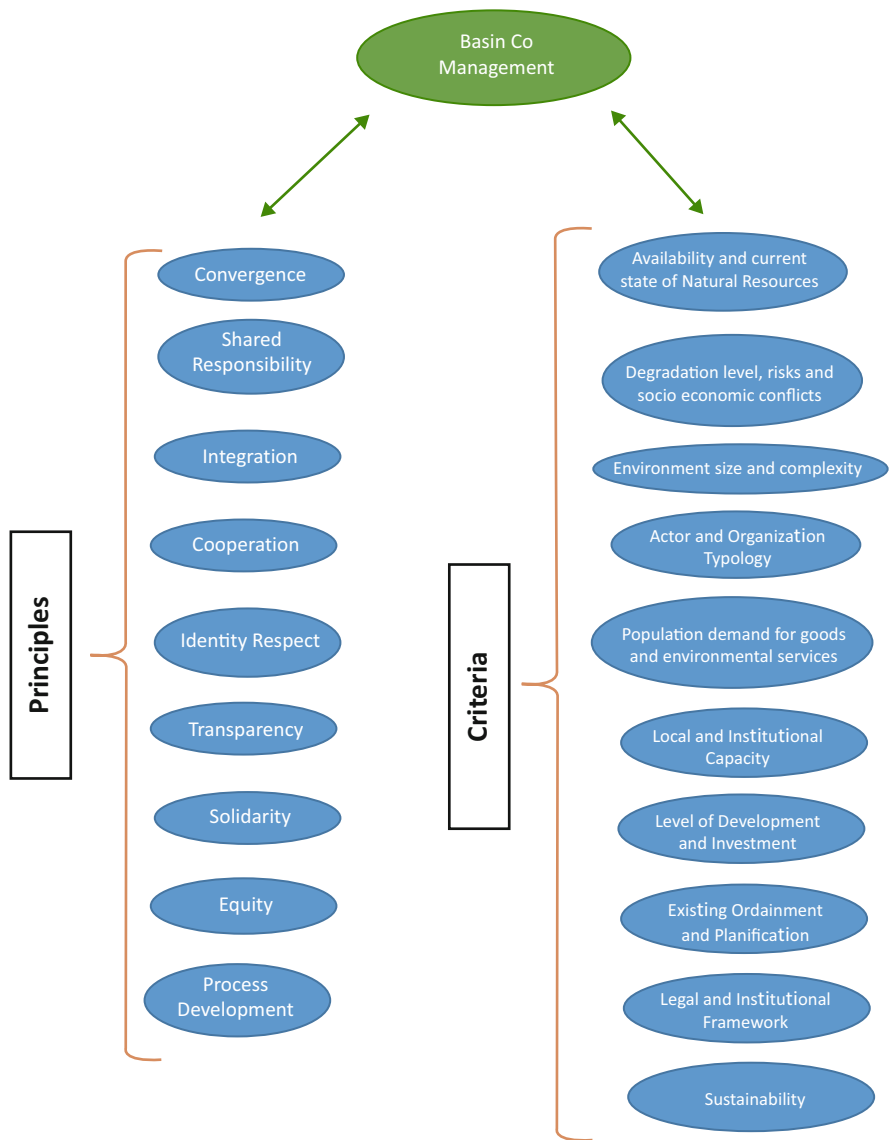 Basin Co
Management
Principles
Convergence
Shared
Responsibility
Integration
Cooperation
Identity Respect
Transparency
Solidarity
Equity
Process
Development
Criteria
Availability and current
state of Natural Resources
Degradation level, risks and
socio economic conflicts
Environment size and complexity
Actor and Organization
Typology
Population demand for goods
and environmental services
Local and Institutional
Capacity
Level of Development
and Investment
Existing Ordainment
and Planification
Legal and Institutional
Framework
Sustainability